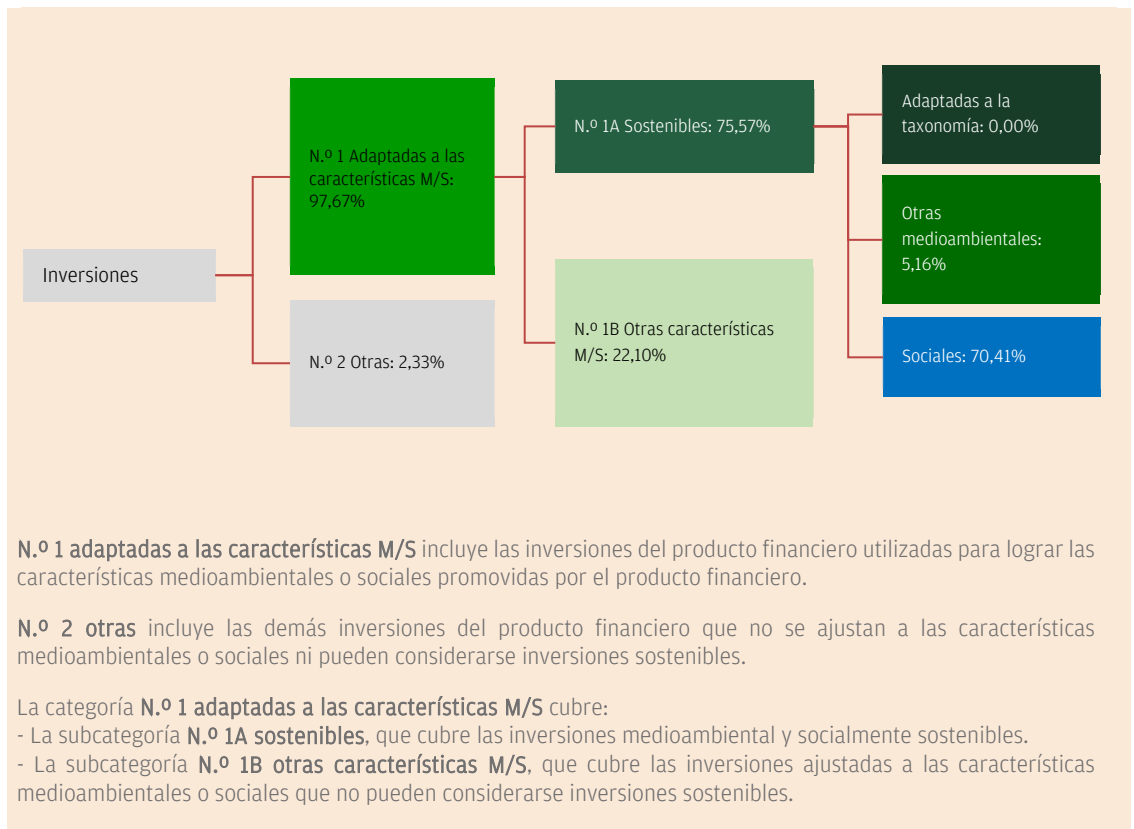 Inversiones
N.º 1 Adaptadas a las
características M/S:
97,67%
N.º 2 Otras: 2,33%
N.º 1A Sostenibles: 75,57%
N.º 1B Otras características
M/S: 22,10%
Adaptadas a la
taxonomía: 0,00%
Otras
medioambientales:
5,16%
Sociales: 70,41%
N.º 1 adaptadas a las características M/S incluye las inversiones del producto financiero utilizadas para lograr las
características medioambientales o sociales promovidas por el producto financiero.
N.º 2 otras incluye las demás inversiones del producto financiero que no se ajustan a las características
medioambientales o sociales ni pueden considerarse inversiones sostenibles.
La categoría N.º 1 adaptadas a las características M/S cubre:
- La subcategoría N.º 1A sostenibles, que cubre las inversiones medioambiental y socialmente sostenibles.
- La subcategoría N.º 1B otras características M/S, que cubre las inversiones ajustadas a las características
medioambientales o sociales que no pueden considerarse inversiones sostenibles.